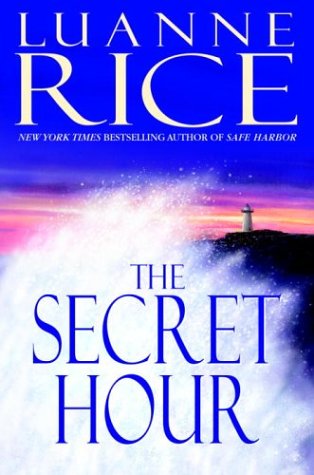 LUANNE
RICE
NEW YORK TIMES BESTSELLING AUTHOR OF SAFE HARBOR
THE
SECRET
HOUR